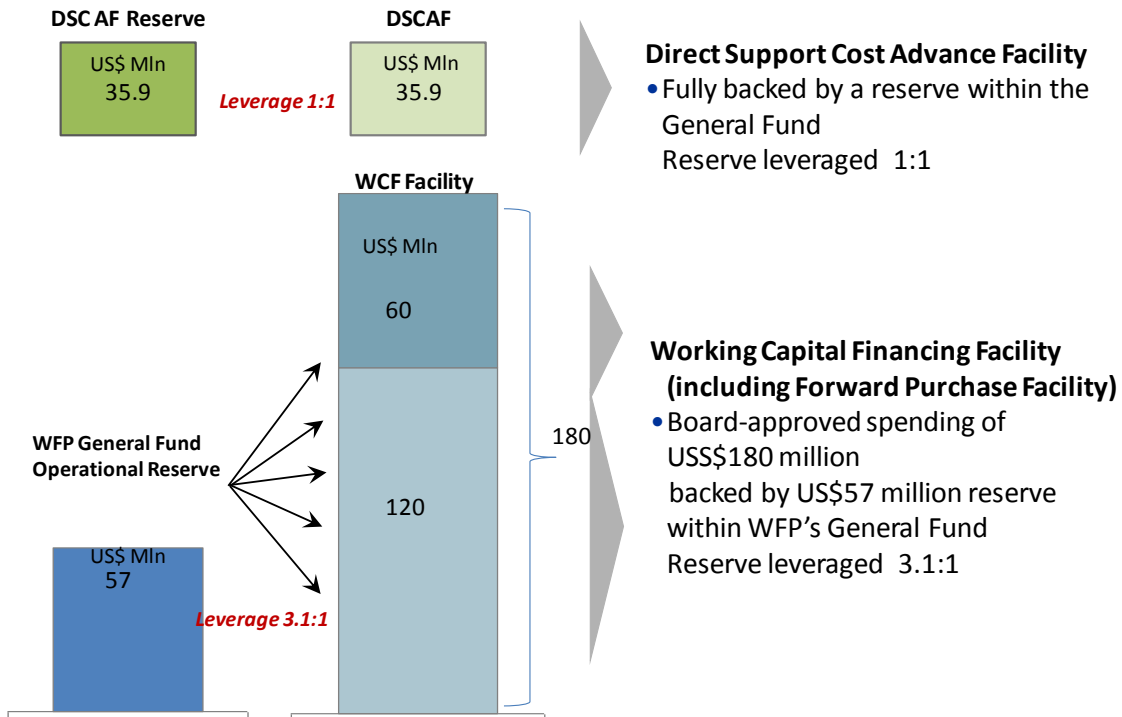 DSCAF Reserve
US$ Mln
35.9
Leverage 1:1
DSCAF
US$ Mln
35.9
Direct Support Cost Advance Facility
•Fully backed by a reserve within the
General Fund
Reserve leveraged 1:1
WCF Facility
US$ Mln
60
120
180
WFP General Fund
Operational Reserve
US$ Mln
57
Leverage 3.1:1
Working Capital Financing Facility
(including Forward Purchase Facility)
•Board-approved spending of
USS$180 million
backed by US$57 million reserve
within WFP's General Fund
Reserve leveraged 3.1:1